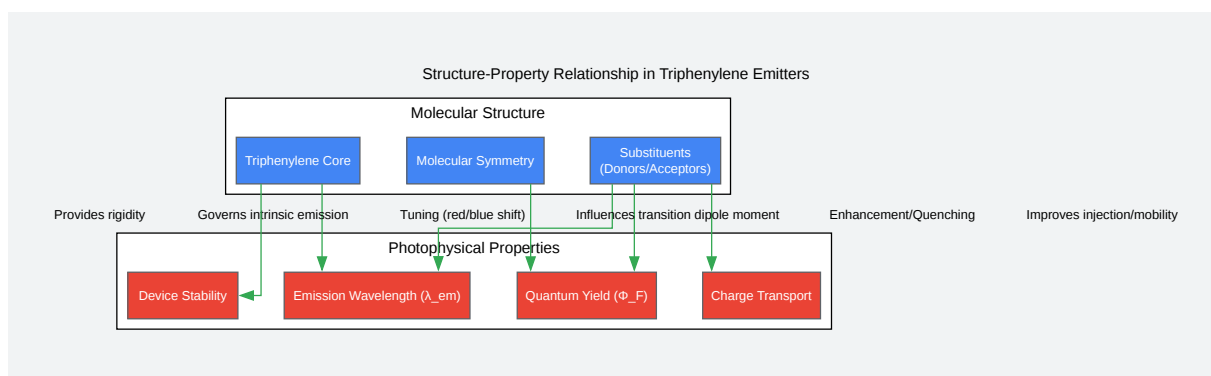 Structure-Property Relationship in Triphenylene Emitters
Molecular Structure
Triphenylene Core
Molecular Symmetry
Substituents
(Donors/Acceptors)
Provides rigidity
Governs intrinsic emission
Tuning (red/blue shift)
Influences transition dipole moment
Enhancement/Quenching
Improves injection/mobility
Photophysical Properties
Device Stability
Emission Wavelength (λ_em)
Quantum Yield (Φ_F)
Charge Transport